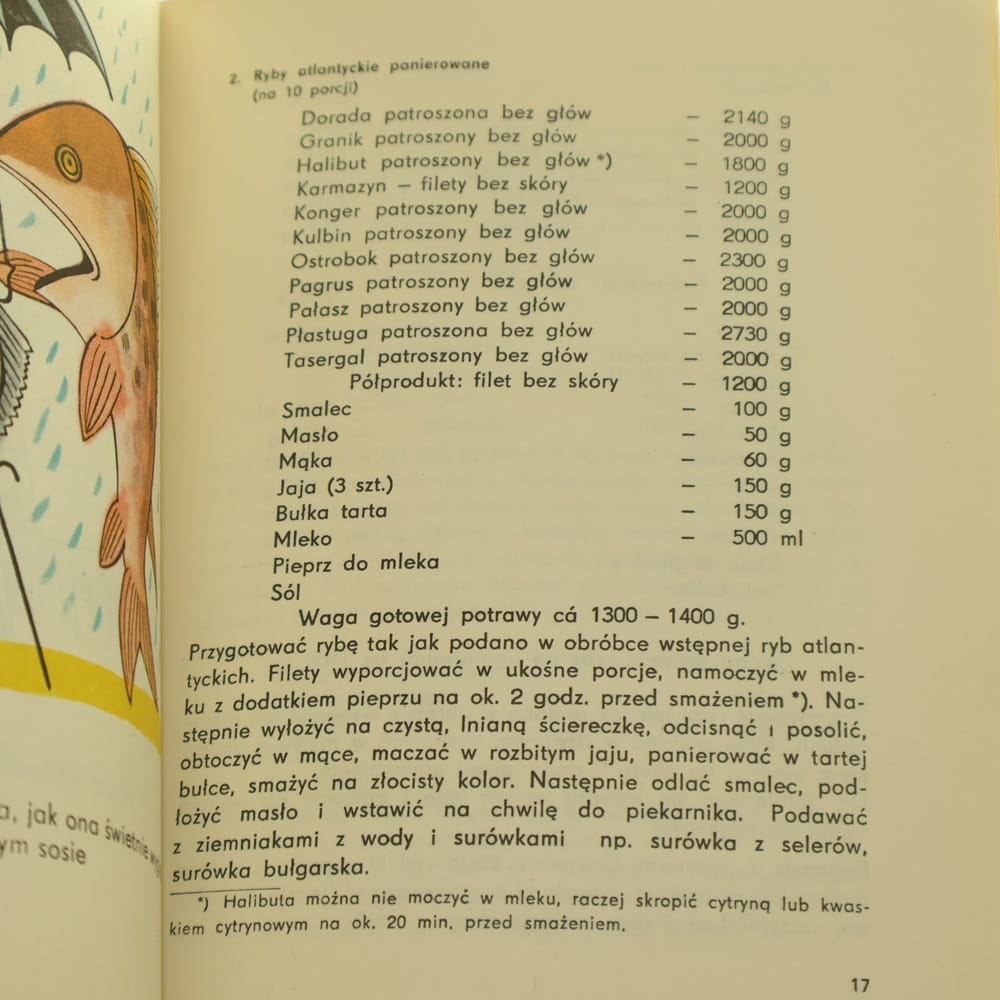 a, jak ona świetnie
ym sosie
2. Ryby atlantyckie panierowane
(na 10 porcji)
Dorada patroszona bez głów – 2140 g
Granik patroszony bez głów – 2000 g
Halibut patroszony bez głów *) – 1800 g
Karmazyn – filety bez skóry – 1200 g
Konger patroszony bez głów – 2000 g
Kulbin patroszony bez głów – 2000 g
Ostrobok patroszony bez głów – 2300 g
Pagrus patroszony bez głów – 2000 g
Pałasz patroszony bez głów – 2000 g
Płastuga patroszona bez głów – 2730 g
Tasergal patroszony bez głów – 2000 g
Półprodukt: filet bez skóry – 1200 g
Smalec – 100 g
Masło – 50 g
Mąka – 60 g
Jaja (3 szt.) – 150 g
Bułka tarta – 150 g
Mleko – 500 ml
Pieprz do mleka
Sól
Waga gotowej potrawy cá 1300 – 1400 g.
Przygotować rybę tak jak podano w obróbce wstępnej ryb atlan-
tyckich. Filety wyporcjować w ukośne porcje, namoczyć w mle-
ku z dodatkiem pieprzu na ok. 2 godz. przed smażeniem *). Na-
stępnie wyłożyć na czystą, lnianą ściereczkę, odcisnąć i posolić,
obtoczyć w mące, maczać w rozbitym jaju, panierować w tartej
bułce, smażyć na złocisty kolor. Następnie odlać smalec, pod-
łożyć masło i wstawić na chwilę do piekarnika. Podawać
z ziemniakami z wody i surówkami np. surówka z selerów,
surówka bułgarska.
*) Halibuta można nie moczyć w mleku, raczej skropić cytryną lub kwas-
kiem cytrynowym na ok. 20 min. przed smażeniem.
17